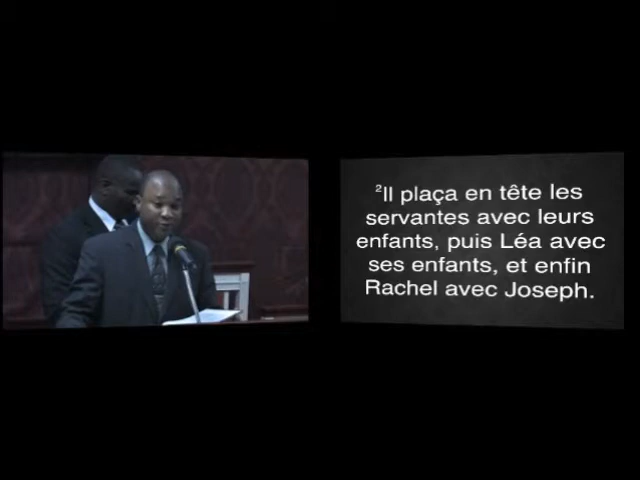 ²Il plaça en tête les
servantes avec leurs
enfants, puis Léa avec
ses enfants, et enfin
Rachel avec Joseph.